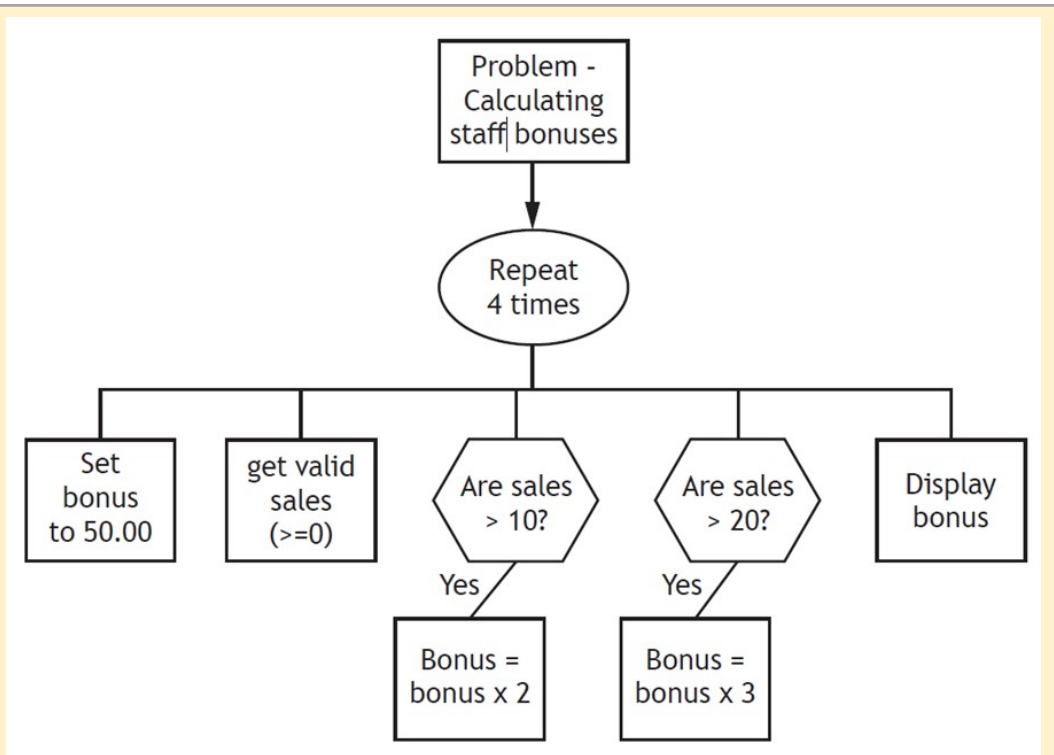 Problem -
Calculating
staff bonuses
Repeat
4 times
Set
bonus
to 50.00
get valid
sales
(>=0)
Are sales
> 10?
Are sales
> 20?
Display
bonus
Yes
Yes
Bonus =
bonus x 2
Bonus =
bonus x 3